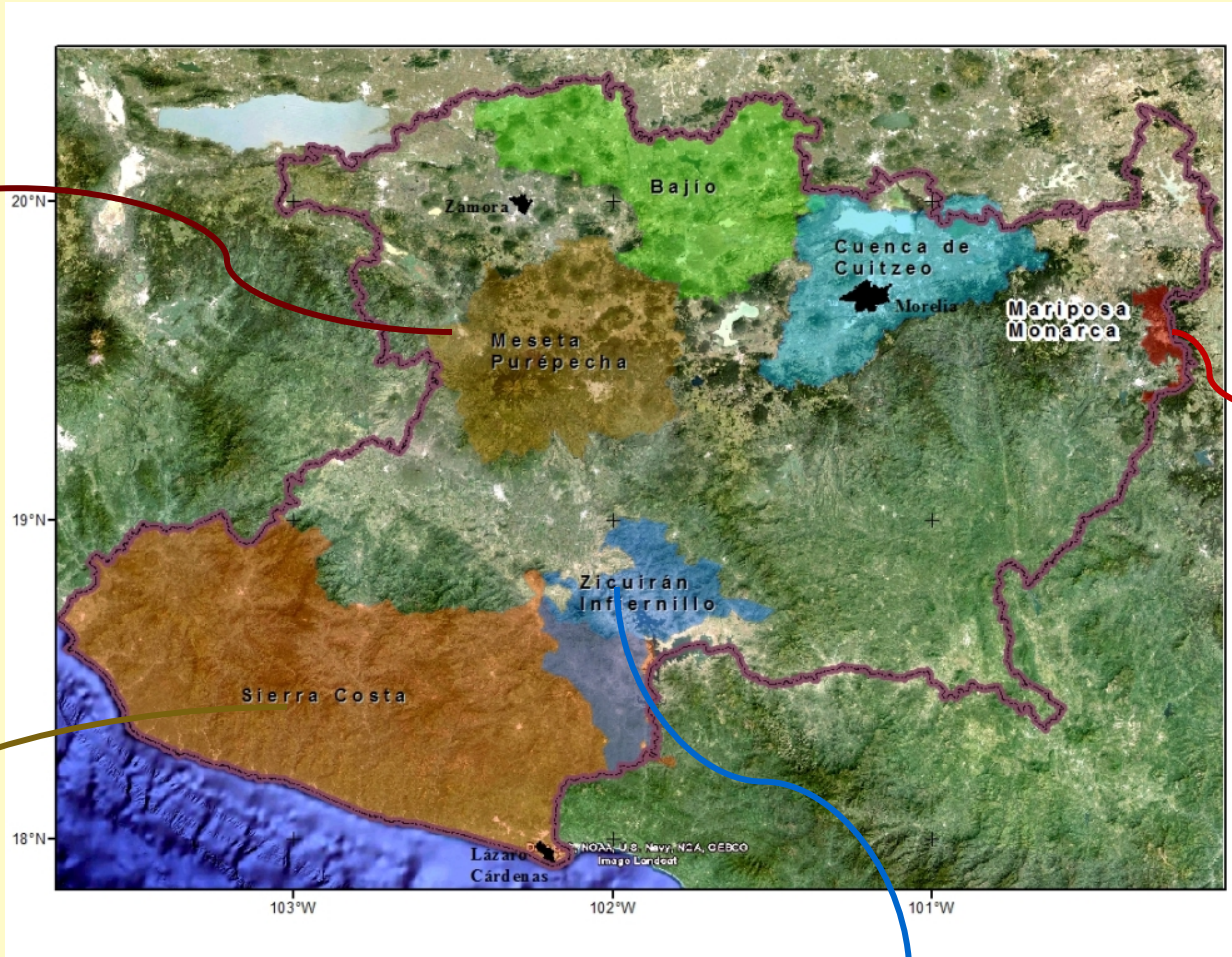 20°N
Zamora
Bajío
Cuenca de
Cuitzeo
Morelia
Mariposa
Monarca
Meseta
Purépecha
19°N
Zicuirán
Infiernillo
Sierra Costa
18°N
NOAA, U.S. Navy, NGA, GEBCO
Image Landsat
Lázaro
Cárdenas
103°W
102°W
101°W